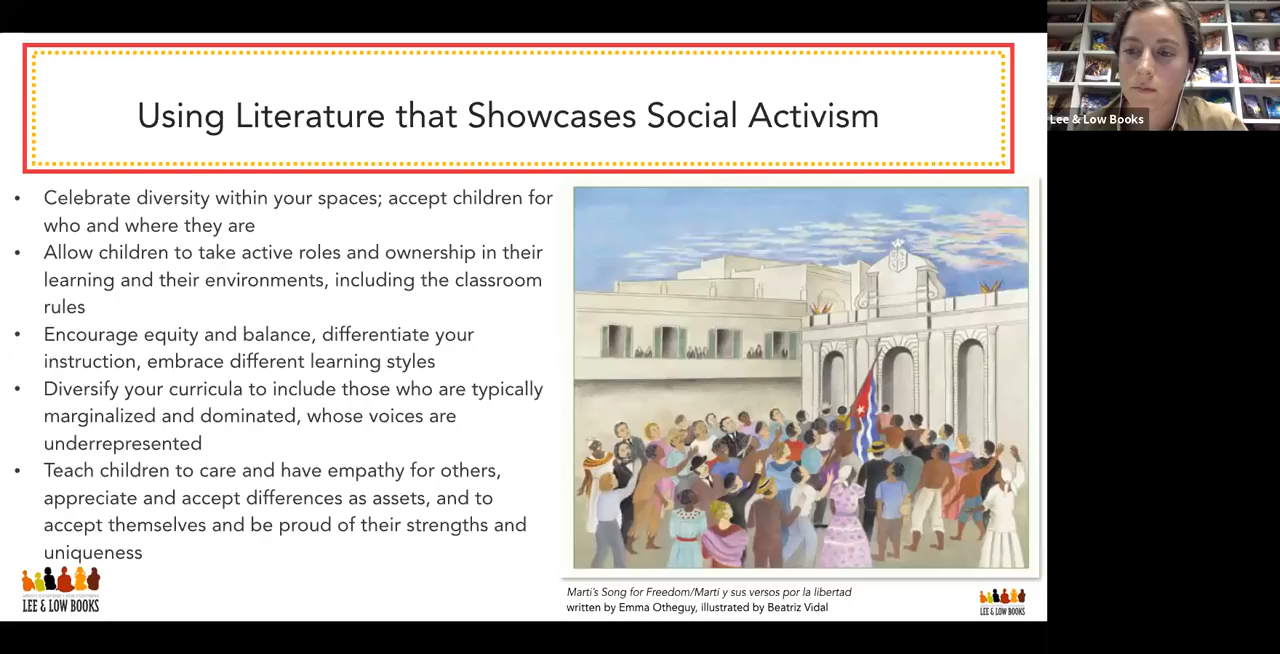 Using Literature that Showcases Social Activism
Lee & Low Books
• Celebrate diversity within your spaces; accept children for
who and where they are
• Allow children to take active roles and ownership in their
learning and their environments, including the classroom
rules
• Encourage equity and balance, differentiate your
instruction, embrace different learning styles
• Diversify your curricula to include those who are typically
marginalized and dominated, whose voices are
underrepresented
• Teach children to care and have empathy for others,
appreciate and accept differences as assets, and to
accept themselves and be proud of their strengths and
uniqueness
LEE & LOW BOOKS
Martí's Song for Freedom/Martí y sus versos por la libertad
written by Emma Otheguy, illustrated by Beatriz Vidal
LEE & LOW BOOKS